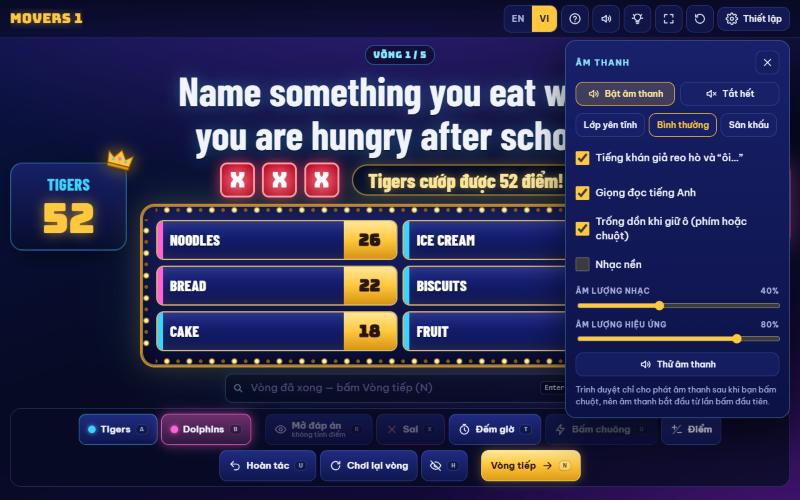 MOVERS 1
EN VI Thiết lập
VÒNG 1 / 5
Name something you eat w
you are hungry after scho
TIGERS
52
X X X
Tigers cướp được 52 điểm!
NOODLES 26
ICE CREAM
BREAD 22
BISCUITS
CAKE 18
FRUIT
Vòng đã xong — bấm Vòng tiếp (N) Enter
Tigers A
Dolphins B
Mở đáp án R
không tính điểm
Sai X
Đếm giờ T
Bấm chuông
Điểm
Hoàn tác U
Chơi lại vòng
H
Vòng tiếp → N
ÂM THANH
Bật âm thanh
Tắt hết
Lớp yên tĩnh
Bình thường
Sân khấu
Tiếng khán giả reo hò và “ôi...”
Giọng đọc tiếng Anh
Trống dồn khi giữ ô (phím hoặc
chuột)
Nhạc nền
ÂM LƯỢNG NHẠC 40%
ÂM LƯỢNG HIỆU ỨNG 80%
Thử âm thanh
Trình duyệt chỉ cho phát âm thanh sau khi bạn bấm
chuột, nên âm thanh bắt đầu từ lần bấm đầu tiên.